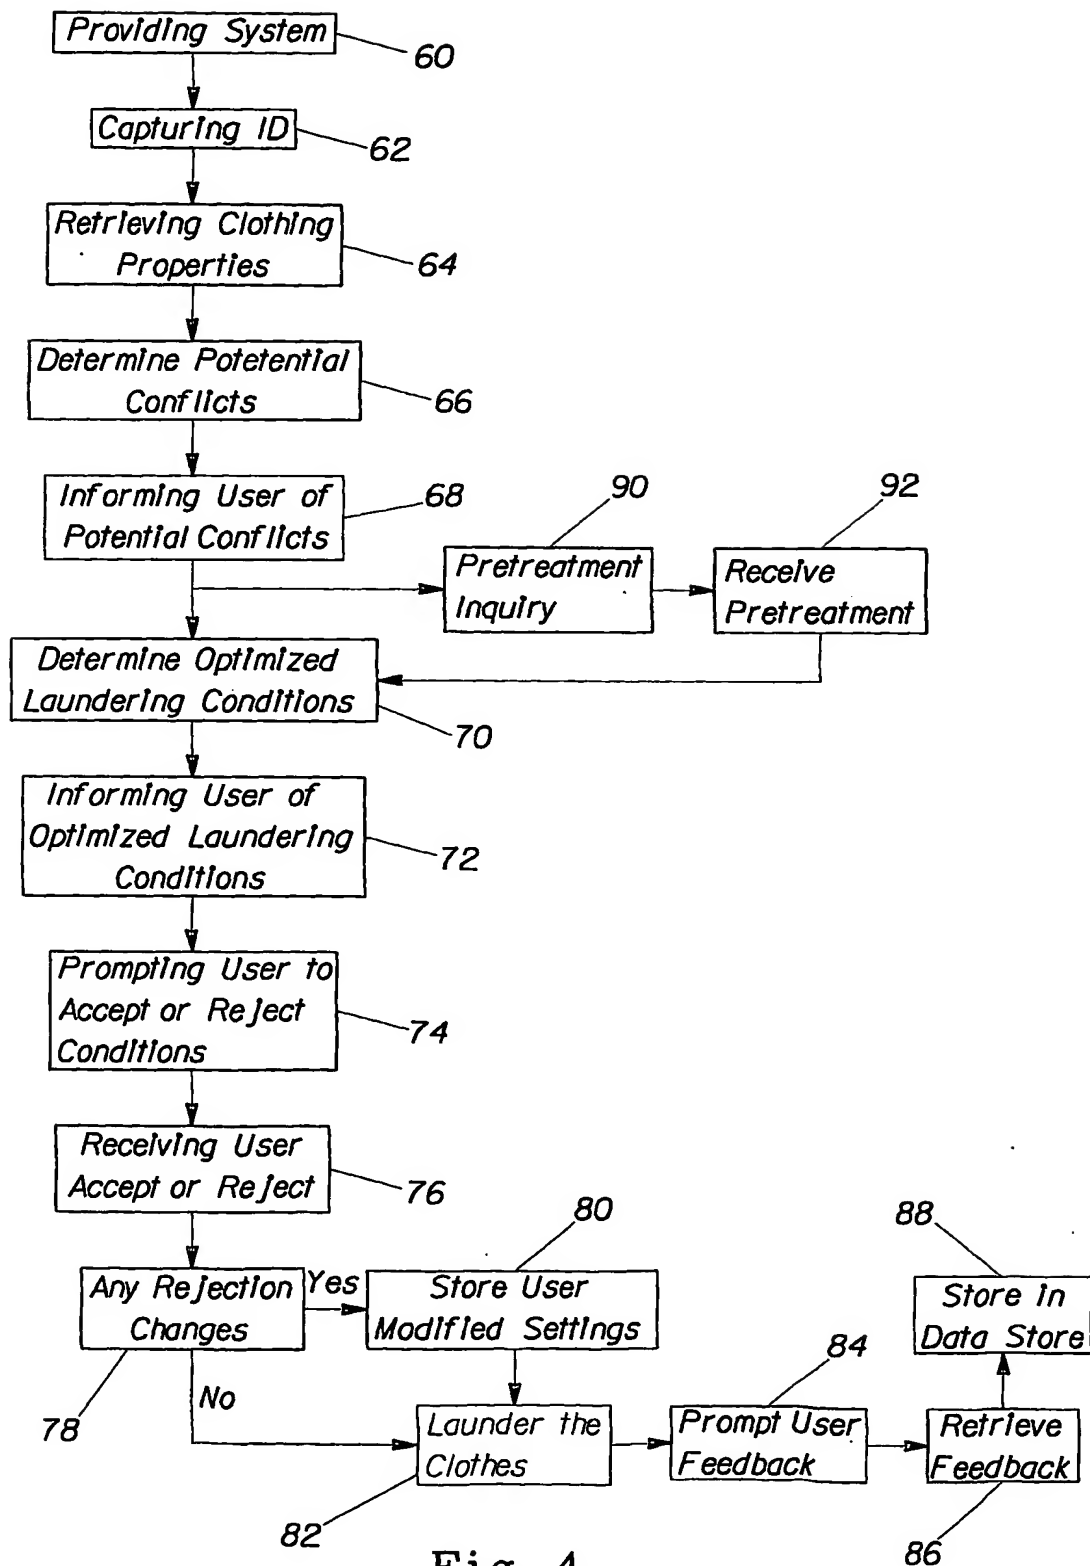 Providing System
60
Capturing ID
62
Retrieving Clothing
Properties
64
Determine Potetential
Conflicts
66
Informing User of
Potential Conflicts
68
90
92
Pretreatment
Inquiry
Receive
Pretreatment
Determine Optimized
Laundering Conditions
70
Informing User of
Optimized Laundering
Conditions
72
Prompting User to
Accept or Reject
Conditions
74
Receiving User
Accept or Reject
76
Any Rejection
Changes
78
Yes
No
80
Store User
Modified Settings
Launder the
Clothes
82
84
Prompt User
Feedback
Retrieve
Feedback
86
88
Store in
Data Store
Fig. 4